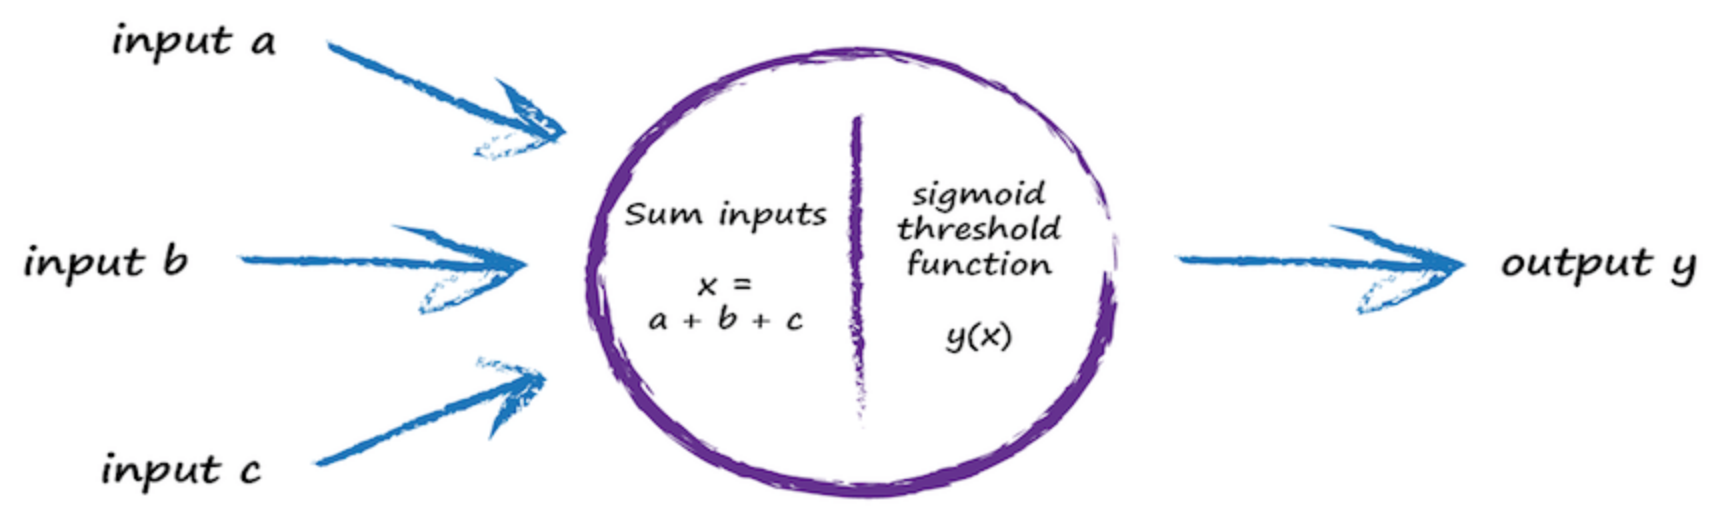 input a
input b
input c
Sum inputs
x =
a + b + c
sigmoid
threshold
function
y(x)
output y